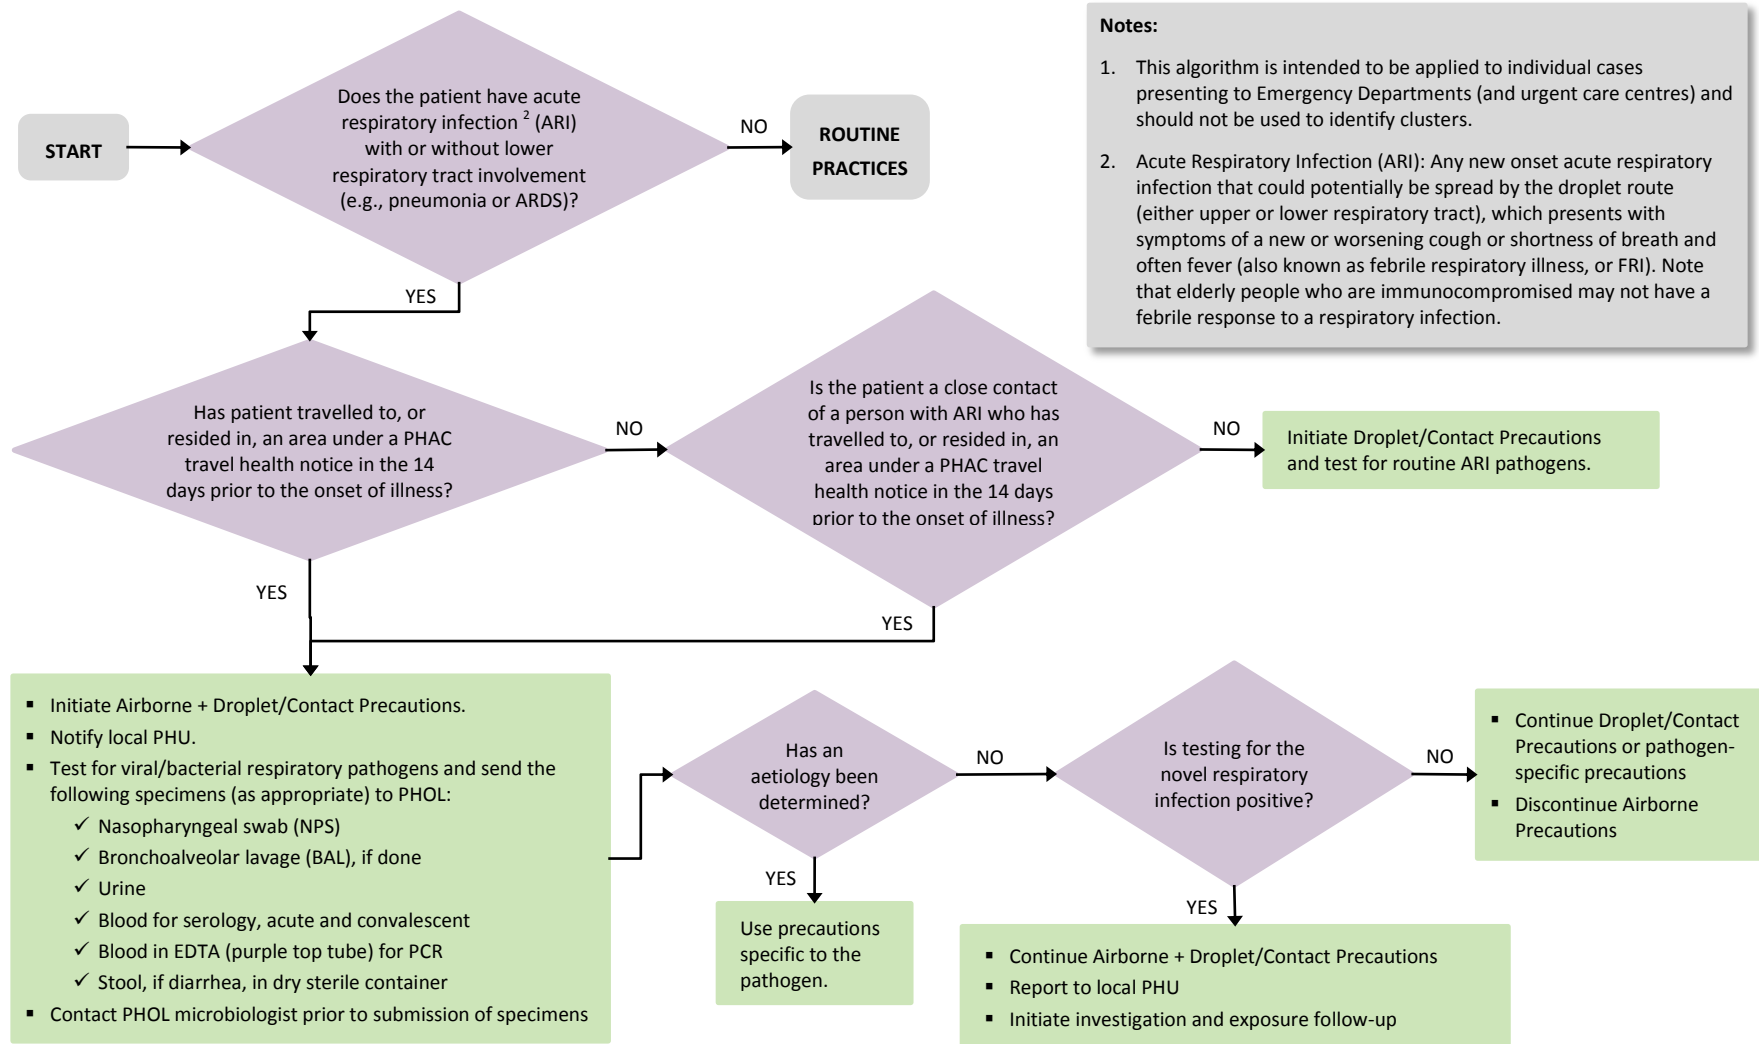 START
Does the patient have acute
respiratory infection 2 (ARI)
with or without lower
respiratory tract involvement
(e.g., pneumonia or ARDS)?
NO
ROUTINE
PRACTICES
Notes:
1. This algorithm is intended to be applied to individual cases
presenting to Emergency Departments (and urgent care centres) and
should not be used to identify clusters.
2. Acute Respiratory Infection (ARI): Any new onset acute respiratory
infection that could potentially be spread by the droplet route
(either upper or lower respiratory tract), which presents with
symptoms of a new or worsening cough or shortness of breath and
often fever (also known as febrile respiratory illness, or FRI). Note
that elderly people who are immunocompromised may not have a
febrile response to a respiratory infection.
YES
Has patient travelled to, or
resided in, an area under a PHAC
travel health notice in the 14
days prior to the onset of illness?
NO
Is the patient a close contact
of a person with ARI who has
travelled to, or resided in, an
area under a PHAC travel
health notice in the 14 days
prior to the onset of illness?
NO
Initiate Droplet/Contact Precautions
and test for routine ARI pathogens.
YES
YES
▪ Initiate Airborne + Droplet/Contact Precautions.
▪ Notify local PHU.
▪ Test for viral/bacterial respiratory pathogens and send the
following specimens (as appropriate) to PHOL:
✓ Nasopharyngeal swab (NPS)
✓ Bronchoalveolar lavage (BAL), if done
✓ Urine
✓ Blood for serology, acute and convalescent
✓ Blood in EDTA (purple top tube) for PCR
✓ Stool, if diarrhea, in dry sterile container
▪ Contact PHOL microbiologist prior to submission of specimens
Has an
aetiology been
determined?
NO
YES
Use precautions
specific to the
pathogen.
Is testing for the
novel respiratory
infection positive?
NO
▪ Continue Droplet/Contact
Precautions or pathogen-
specific precautions
▪ Discontinue Airborne
Precautions
YES
▪ Continue Airborne + Droplet/Contact Precautions
▪ Report to local PHU
▪ Initiate investigation and exposure follow-up